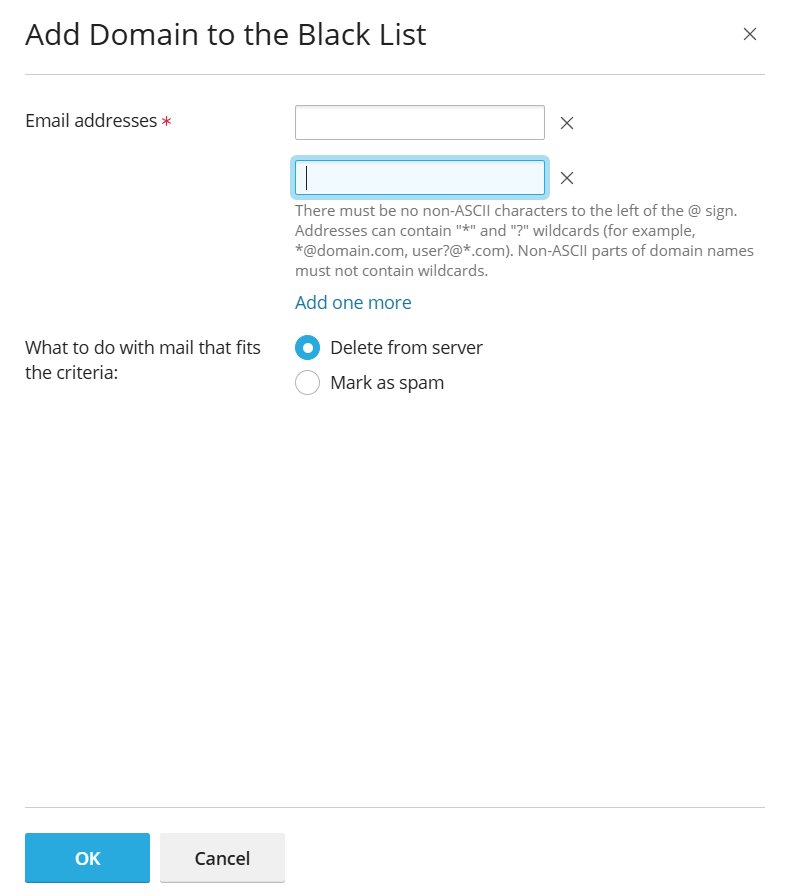 Add Domain to the Black List
Email addresses *
There must be no non-ASCII characters to the left of the @ sign.
Addresses can contain "*" and "?" wildcards (for example,
*@domain.com, user?@*.com). Non-ASCII parts of domain names
must not contain wildcards.
Add one more
What to do with mail that fits
the criteria:
Delete from server
Mark as spam
OK
Cancel